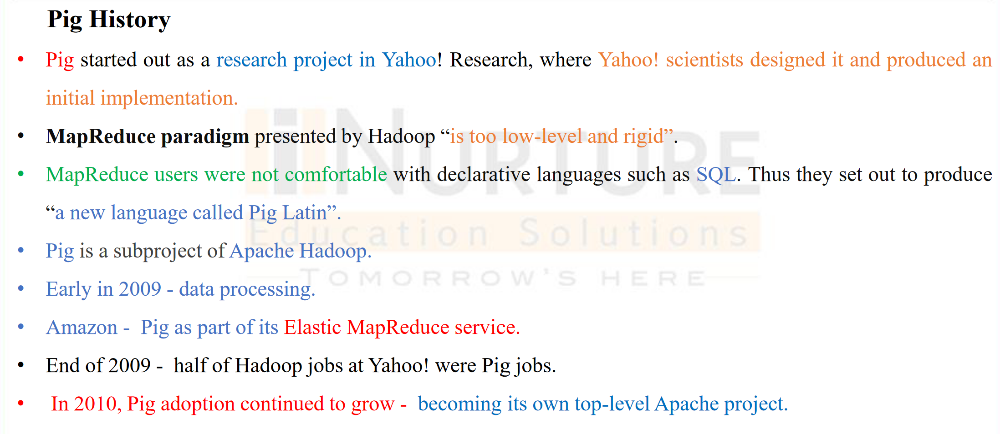 Pig History
• Pig started out as a research project in Yahoo! Research, where Yahoo! scientists designed it and produced an
initial implementation.
• MapReduce paradigm presented by Hadoop “is too low-level and rigid”.
• MapReduce users were not comfortable with declarative languages such as SQL. Thus they set out to produce
“a new language called Pig Latin”.
• Pig is a subproject of Apache Hadoop.
• Early in 2009 - data processing.
• Amazon - Pig as part of its Elastic MapReduce service.
• End of 2009 - half of Hadoop jobs at Yahoo! were Pig jobs.
• In 2010, Pig adoption continued to grow - becoming its own top-level Apache project.
iNURTURE
Education Solutions
TOMORROW'S HERE